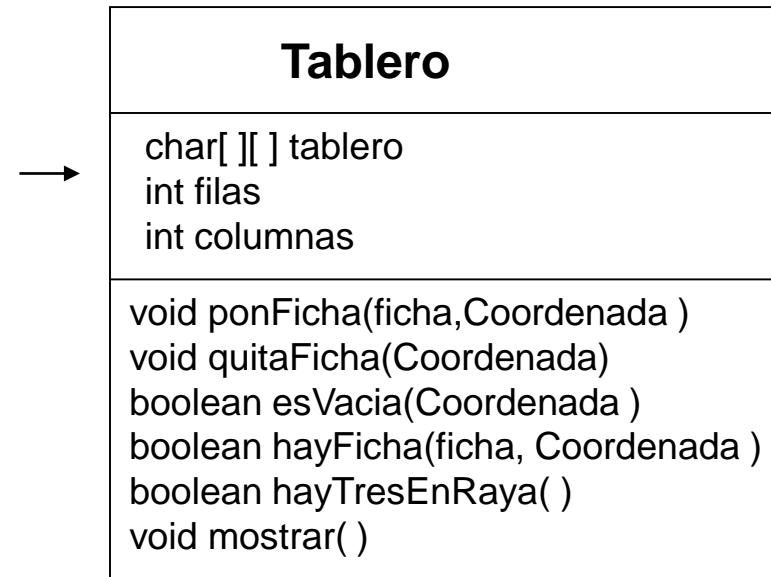 Tablero
char[ ][ ] tablero
int filas
int columnas
void ponFicha(ficha,Coordenada )
void quitaFicha(Coordenada)
boolean esVacia(Coordenada )
boolean hayFicha(ficha, Coordenada )
boolean hayTresEnRaya( )
void mostrar( )